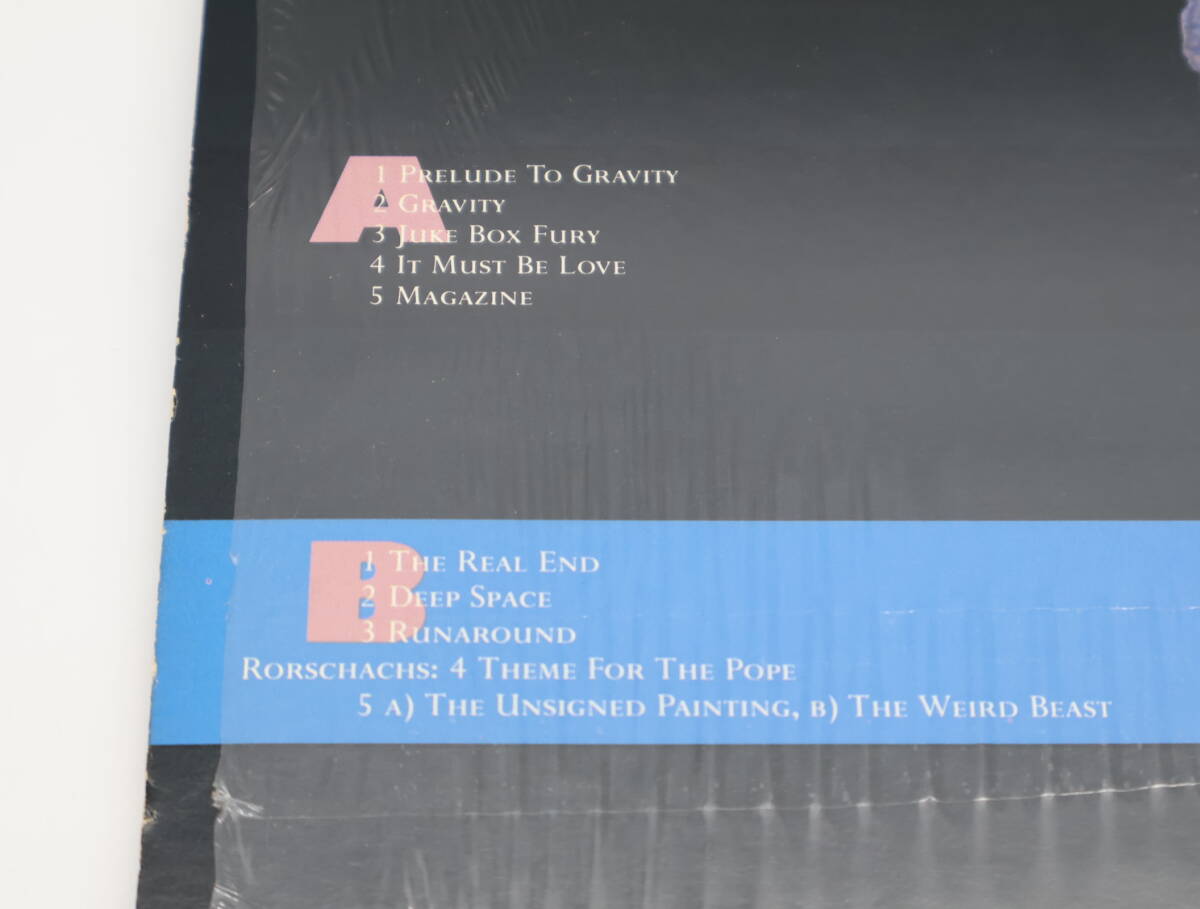 A
1 Prelude To Gravity
2 Gravity
3 Juke Box Fury
4 It Must Be Love
5 Magazine
B
1 The Real End
2 Deep Space
3 Runaround
Rorschachs: 4 Theme For The Pope
5 a) The Unsigned Painting, b) The Weird Beast